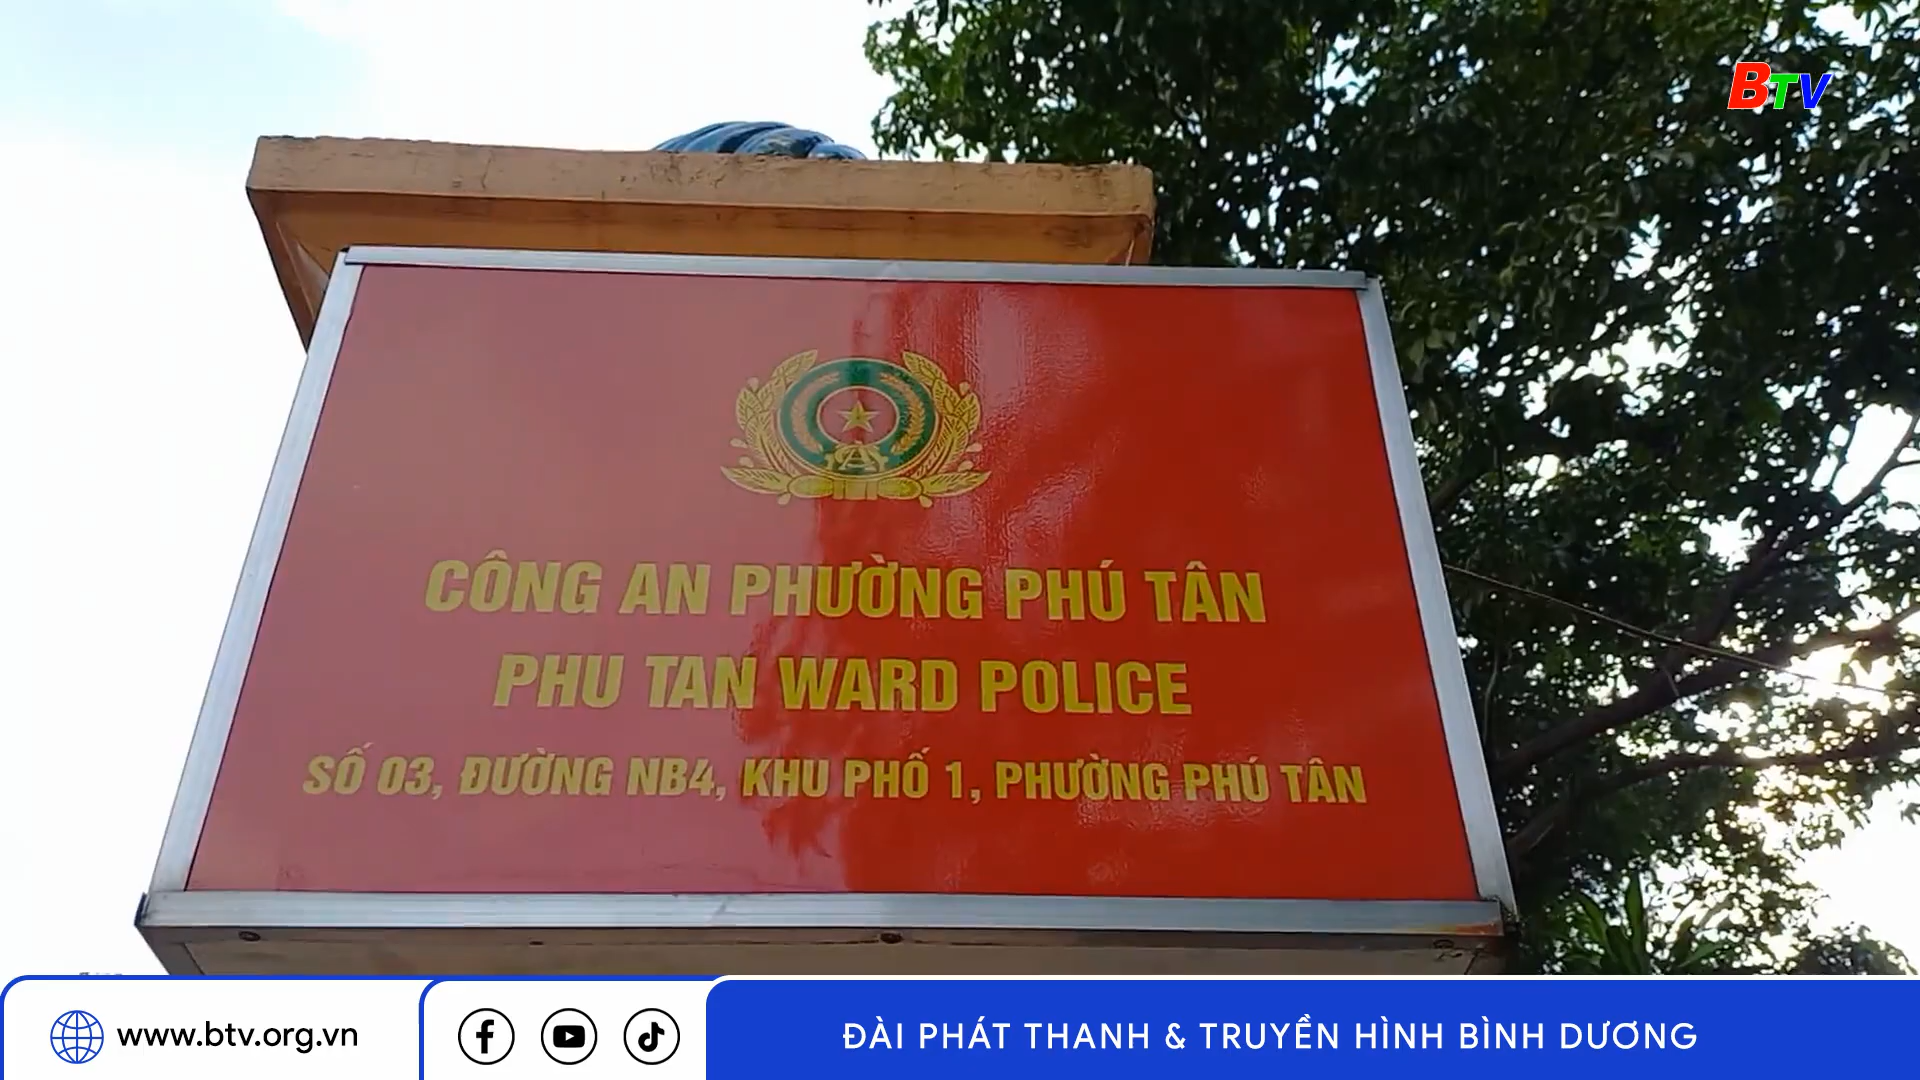 BTV
CÔNG AN PHƯỜNG PHÚ TÂN
PHU TAN WARD POLICE
SỐ 03, ĐƯỜNG NB4, KHU PHỐ 1, PHƯỜNG PHÚ TÂN
www.btv.org.vn
ĐÀI PHÁT THANH & TRUYỀN HÌNH BÌNH DƯƠNG